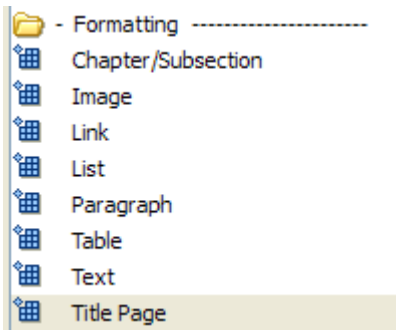 - Formatting ----------------------
Chapter/Subsection
Image
Link
List
Paragraph
Table
Text
Title Page